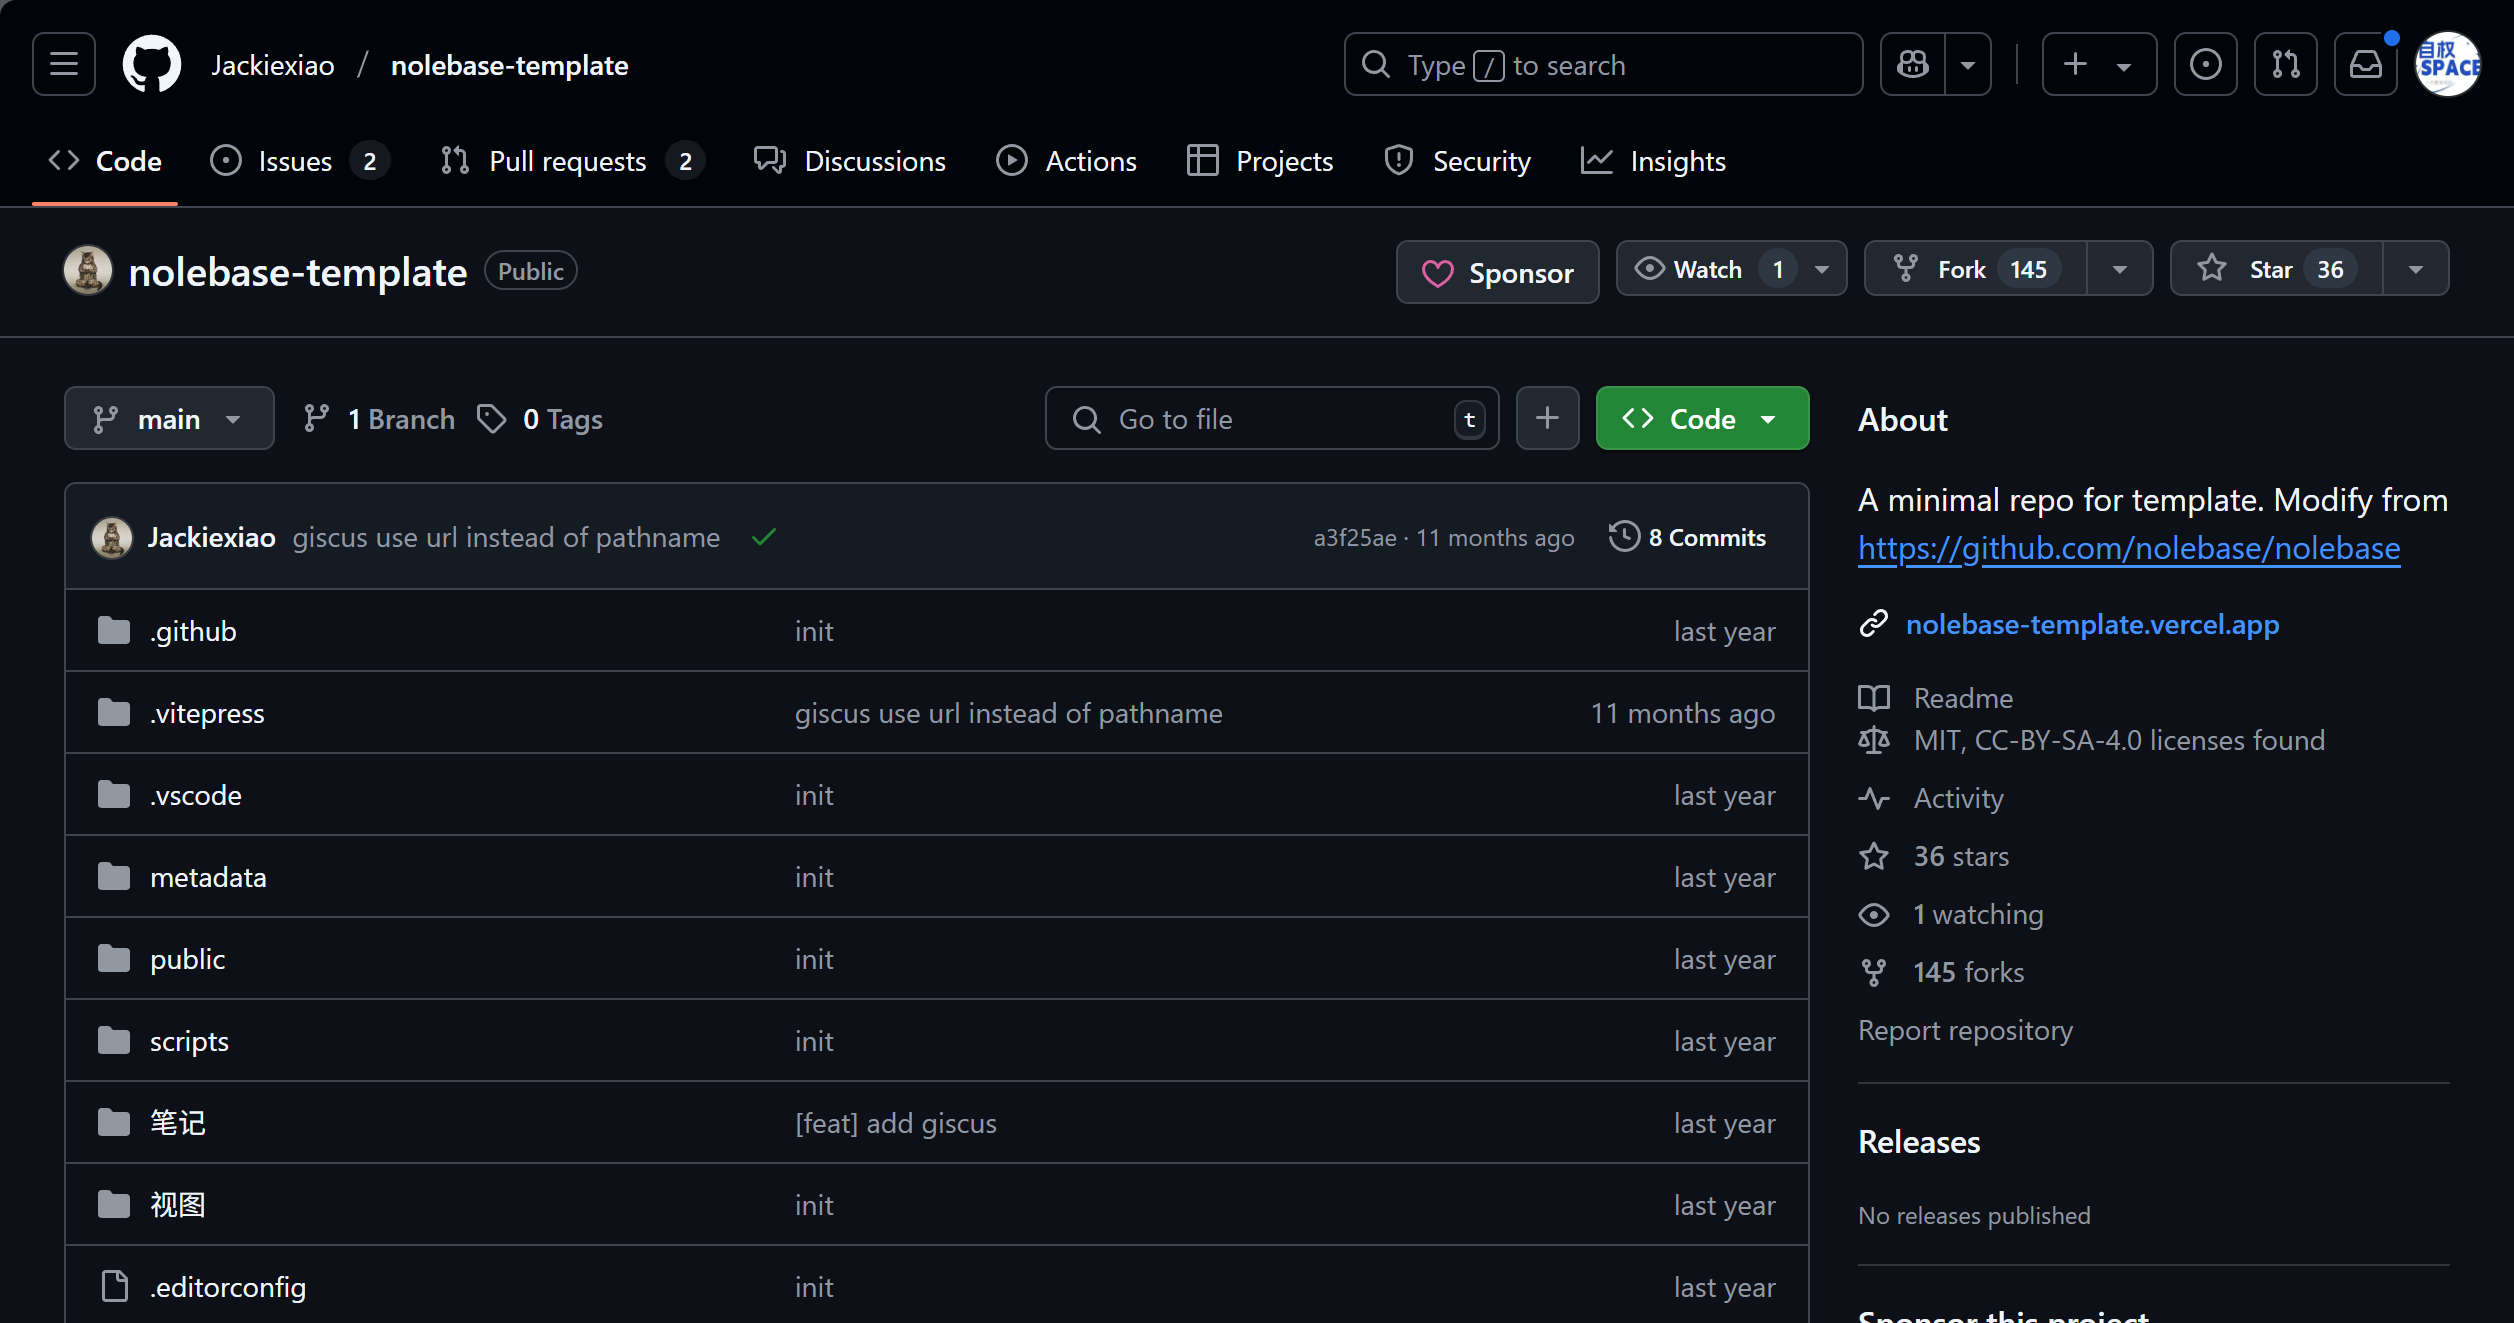 Jackiexiao / nolebase-template
Type / to search
自权
SPACE
Code
Issues 2
Pull requests 2
Discussions
Actions
Projects
Security
Insights
nolebase-template Public
Sponsor
Watch 1
Fork 145
Star 36
main
1 Branch
0 Tags
Go to file t
Code
Jackiexiao giscus use url instead of pathname a3f25ae · 11 months ago 8 Commits
.github init last year
.vitepress giscus use url instead of pathname 11 months ago
.vscode init last year
metadata init last year
public init last year
scripts init last year
笔记 [feat] add giscus last year
视图 init last year
.editorconfig init last year
About
A minimal repo for template. Modify from
https://github.com/nolebase/nolebase
nolebase-template.vercel.app
Readme
MIT, CC-BY-SA-4.0 licenses found
Activity
36 stars
1 watching
145 forks
Report repository
Releases
No releases published
Sponsor this project